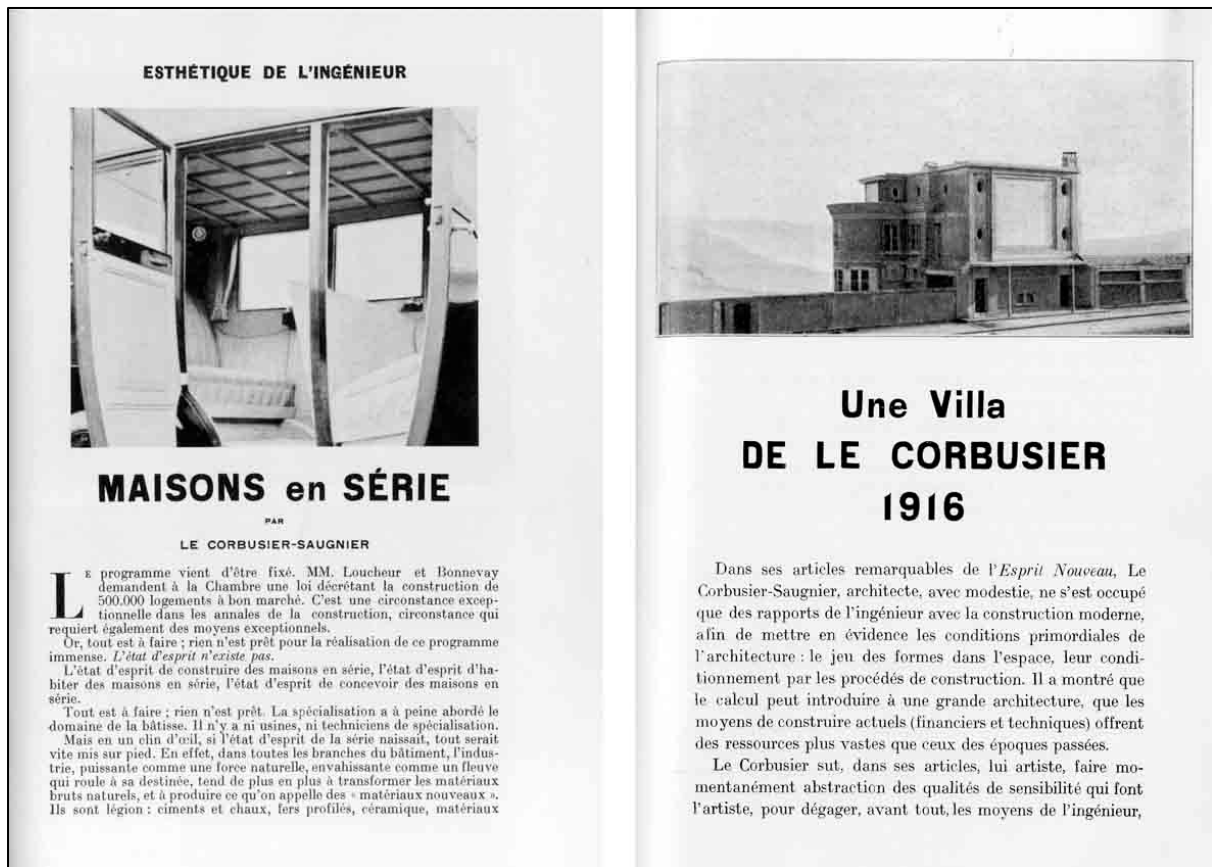 ESTHÉTIQUE DE L'INGÉNIEUR
MAISONS en SÉRIE
PAR
LE CORBUSIER-SAUGNIER
LE programme vient d'être fixé. MM. Loucheur et Bonnevay
demandent à la Chambre une loi décrétant la construction de
500.000 logements à bon marché. C'est une circonstance excep-
tionnelle dans les annales de la construction, circonstance qui
requiert également des moyens exceptionnels.
Or, tout est à faire ; rien n'est prêt pour la réalisation de ce programme
immense. L'état d'esprit n'existe pas.
L'état d'esprit de construire des maisons en série, l'état d'esprit d'ha-
biter des maisons en série, l'état d'esprit de concevoir des maisons en
série.
Tout est à faire ; rien n'est prêt. La spécialisation a à peine abordé le
domaine de la bâtisse. Il n'y a ni usines, ni techniciens de spécialisation.
Mais en un clin d'œil, si l'état d'esprit de la série naissait, tout serait
vite mis sur pied. En effet, dans toutes les branches du bâtiment, l'indus-
trie, puissante comme une force naturelle, envahissante comme un fleuve
qui roule à sa destinée, tend de plus en plus à transformer les matériaux
bruts naturels, et à produire ce qu'on appelle des « matériaux nouveaux ».
Ils sont légion : ciments et chaux, fers profilés, céramique, matériaux
Une Villa
DE LE CORBUSIER
1916
Dans ses articles remarquables de l'Esprit Nouveau, Le
Corbusier-Saugnier, architecte, avec modestie, ne s'est occupé
que des rapports de l'ingénieur avec la construction moderne,
afin de mettre en évidence les conditions primordiales de
l'architecture : le jeu des formes dans l'espace, leur condi-
tionnement par les procédés de construction. Il a montré que
le calcul peut introduire à une grande architecture, que les
moyens de construire actuels (financiers et techniques) offrent
des ressources plus vastes que ceux des époques passées.
Le Corbusier sut, dans ses articles, lui artiste, faire mo-
mentanément abstraction des qualités de sensibilité qui font
l'artiste, pour dégager, avant tout, les moyens de l'ingénieur,